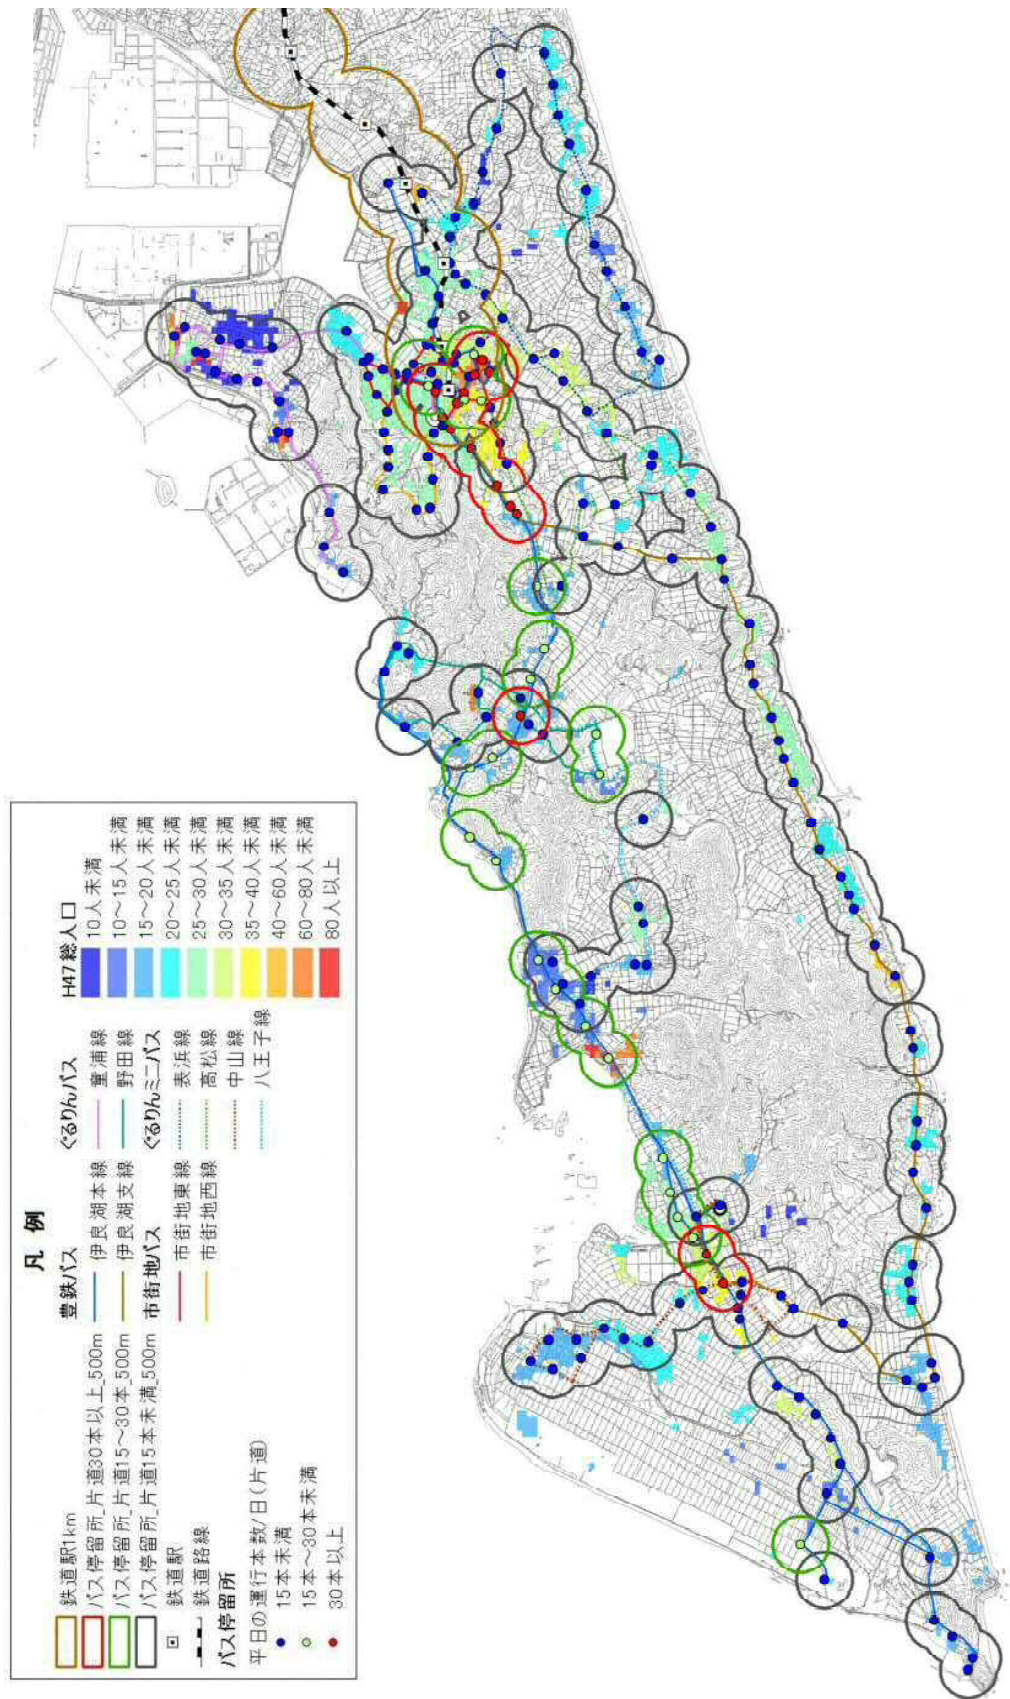 凡 例
鉄道駅1km
バス停留所_片道30本以上_500m
バス停留所_片道15～30本_500m
バス停留所_片道15本未満_500m
鉄道駅
鉄道路線
バス停留所
平日の運行本数/日(片道)
15本未満
15本～30本未満
30本以上
豊鉄バス
伊良湖本線
伊良湖支線
市街地バス
市街地東線
市街地西線
ぐるりんバス
童浦線
野田線
ぐるりんミニバス
表浜線
高松線
中山線
八王子線
H47総人口
10人未満
10～15人未満
15～20人未満
20～25人未満
25～30人未満
30～35人未満
35～40人未満
40～60人未満
60～80人未満
80人以上